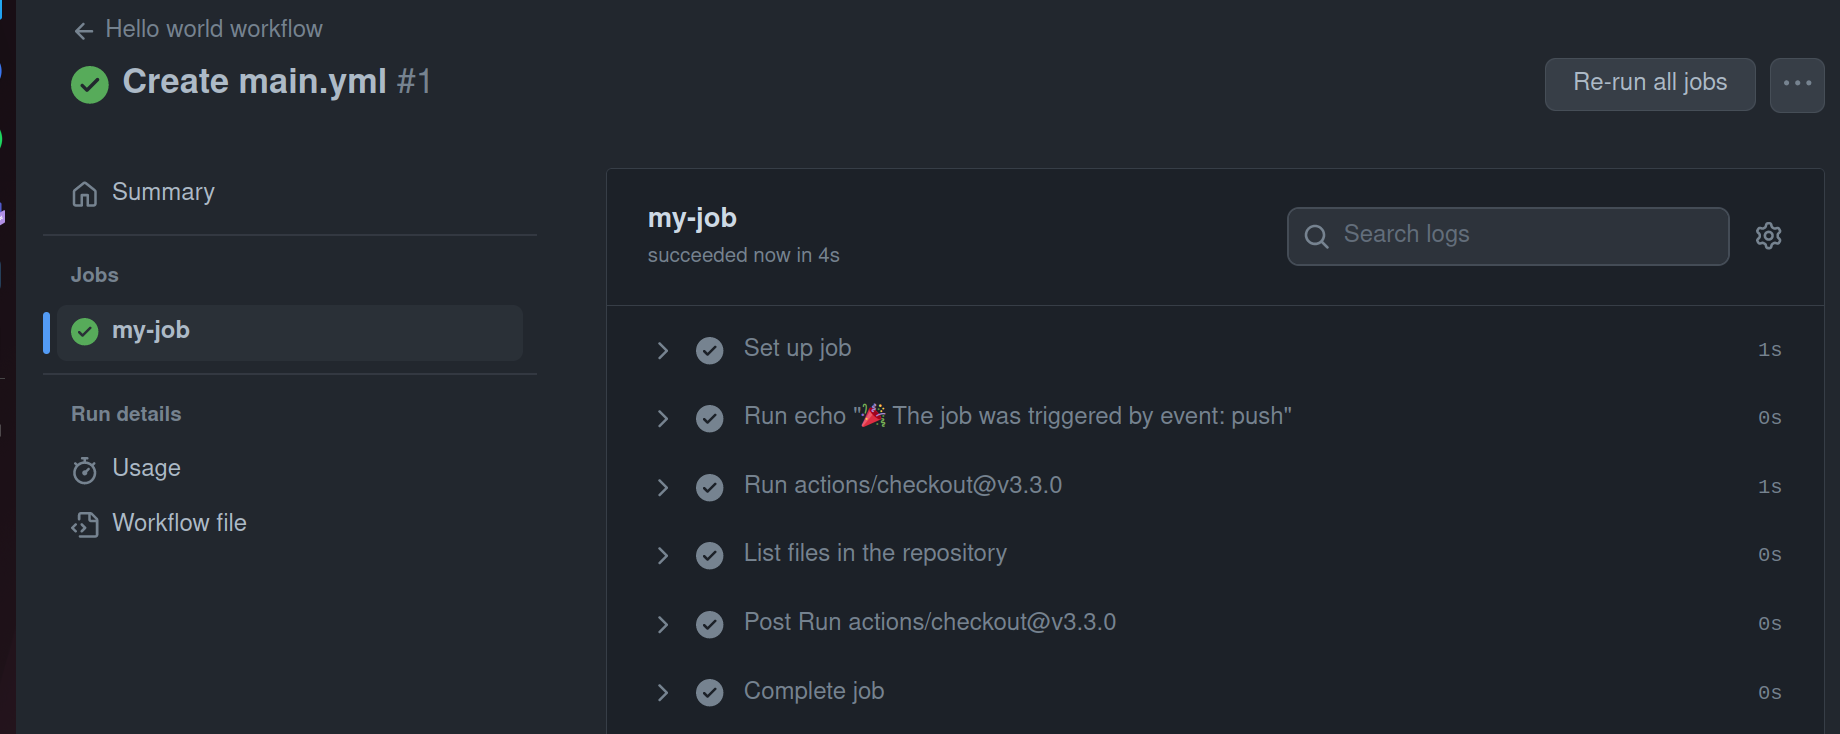 Hello world workflow
Create main.yml #1
Re-run all jobs
Summary
Jobs
my-job
Run details
Usage
Workflow file
my-job
succeeded now in 4s
Search logs
Set up job 1s
Run echo "🎉 The job was triggered by event: push" 0s
Run actions/checkout@v3.3.0 1s
List files in the repository 0s
Post Run actions/checkout@v3.3.0 0s
Complete job 0s